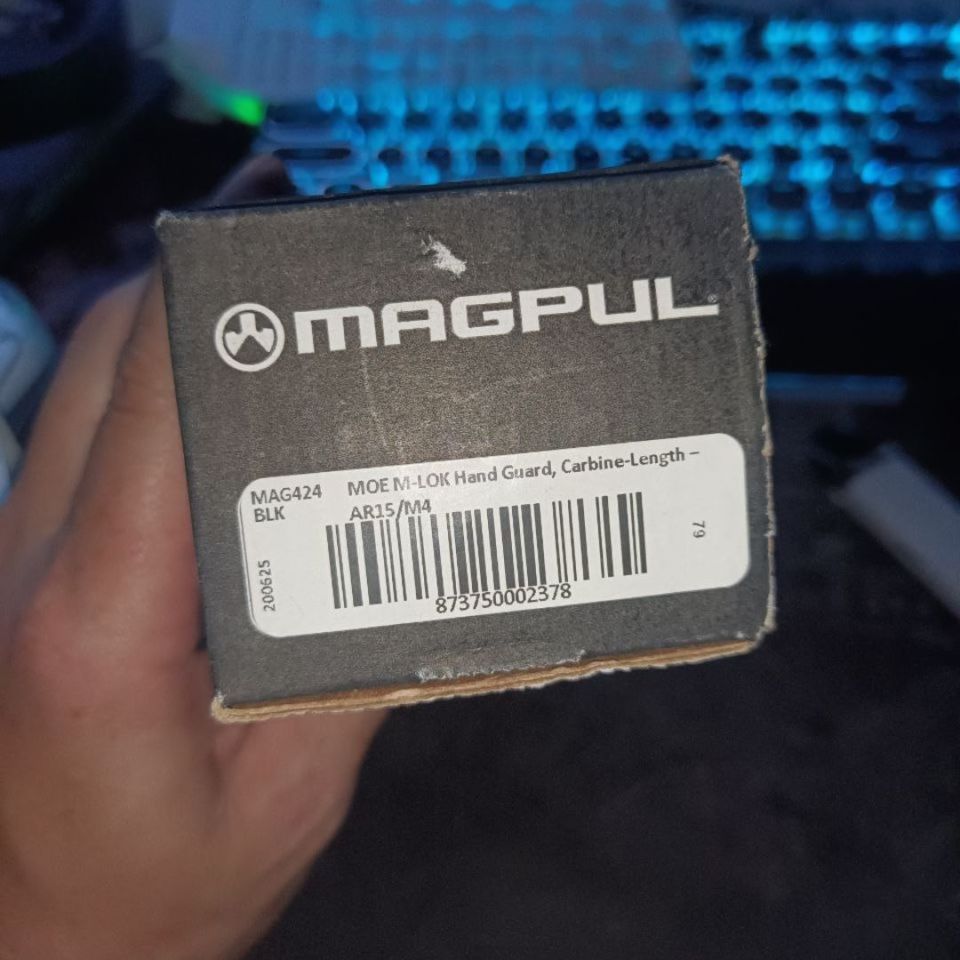 MAGPUL®
MAG424 MOE M-LOK Hand Guard, Carbine-Length –
BLK AR15/M4
200625
79
873750002378